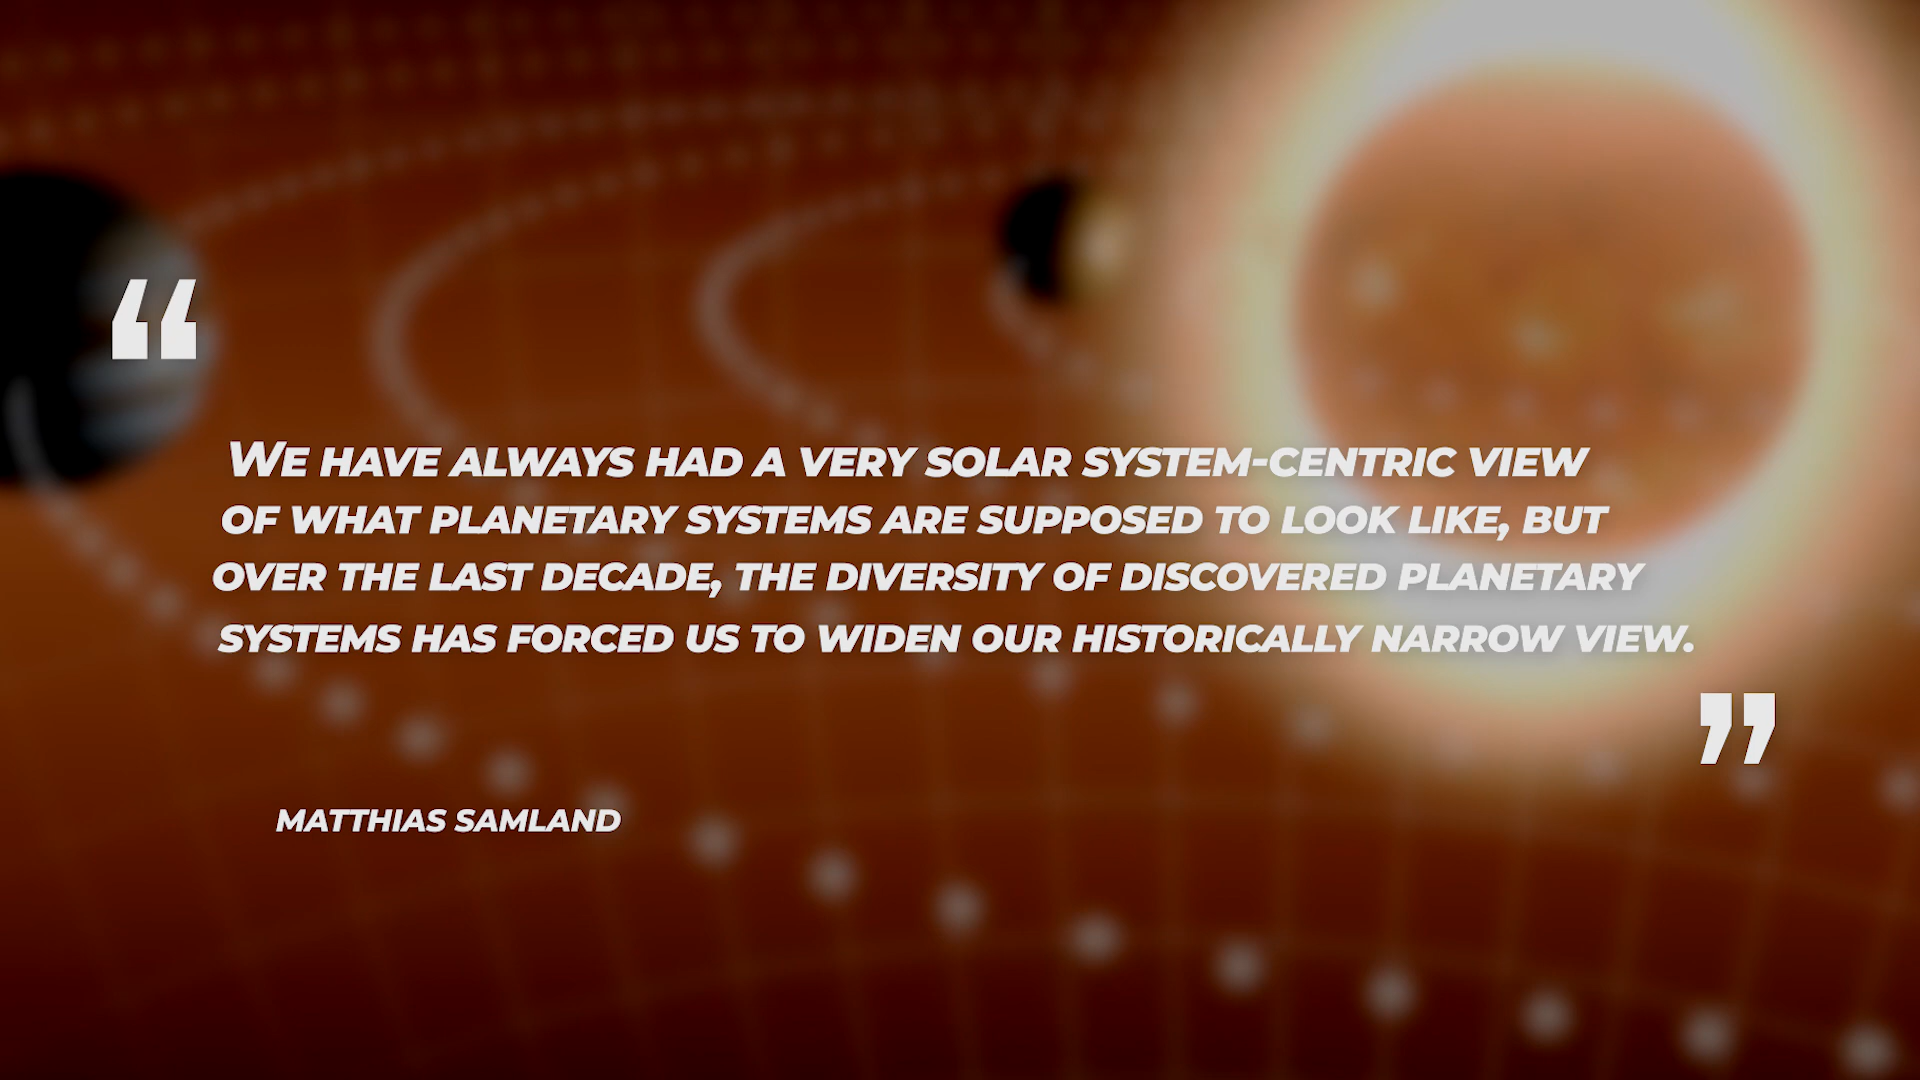 “
WE HAVE ALWAYS HAD A VERY SOLAR SYSTEM-CENTRIC VIEW
OF WHAT PLANETARY SYSTEMS ARE SUPPOSED TO LOOK LIKE, BUT
OVER THE LAST DECADE, THE DIVERSITY OF DISCOVERED PLANETARY
SYSTEMS HAS FORCED US TO WIDEN OUR HISTORICALLY NARROW VIEW.
”
MATTHIAS SAMLAND